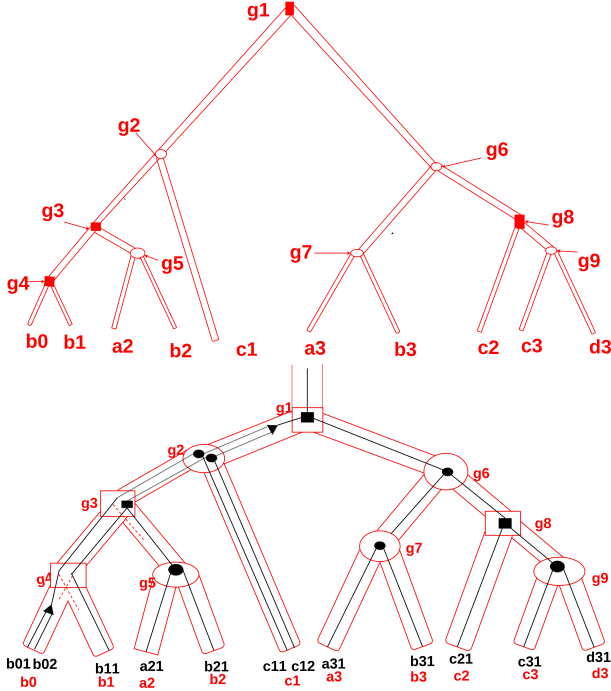 g1
g2
g6
g3
g8
g7
g5
g9
g4
b0 b1 a2 b2 c1 a3 b3 c2 c3 d3
g1
g2
g6
g3
g8
g7
g4
g5
g9
b01 b02 b11 a21 b21 c11 c12 a31 b31 c21 c31 d31
b0 b1 a2 b2 c1 a3 b3 c2 c3 d3